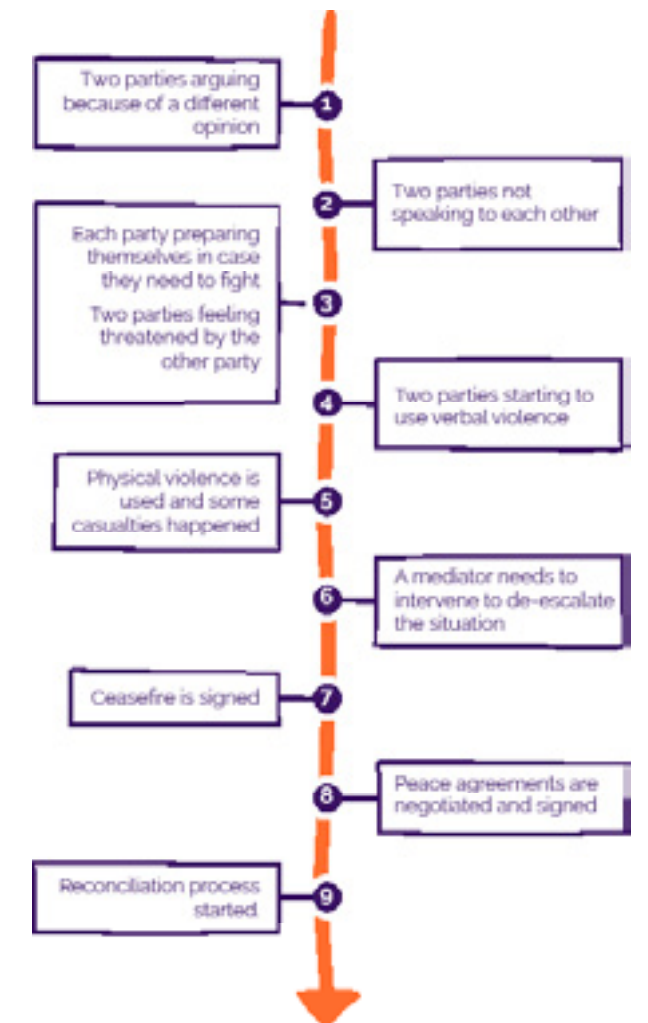 Two parties arguing
because of a different
opinion
1
2
Two parties not
speaking to each other
Each party preparing
themselves in case
they need to fight
Two parties feeling
threatened by the
other party
3
4
Two parties starting to
use verbal violence
Physical violence is
used and some
casualties happened
5
6
A mediator needs to
intervene to de-escalate
the situation
Ceasefire is signed
7
8
Peace agreements are
negotiated and signed
Reconciliation process
started.
9